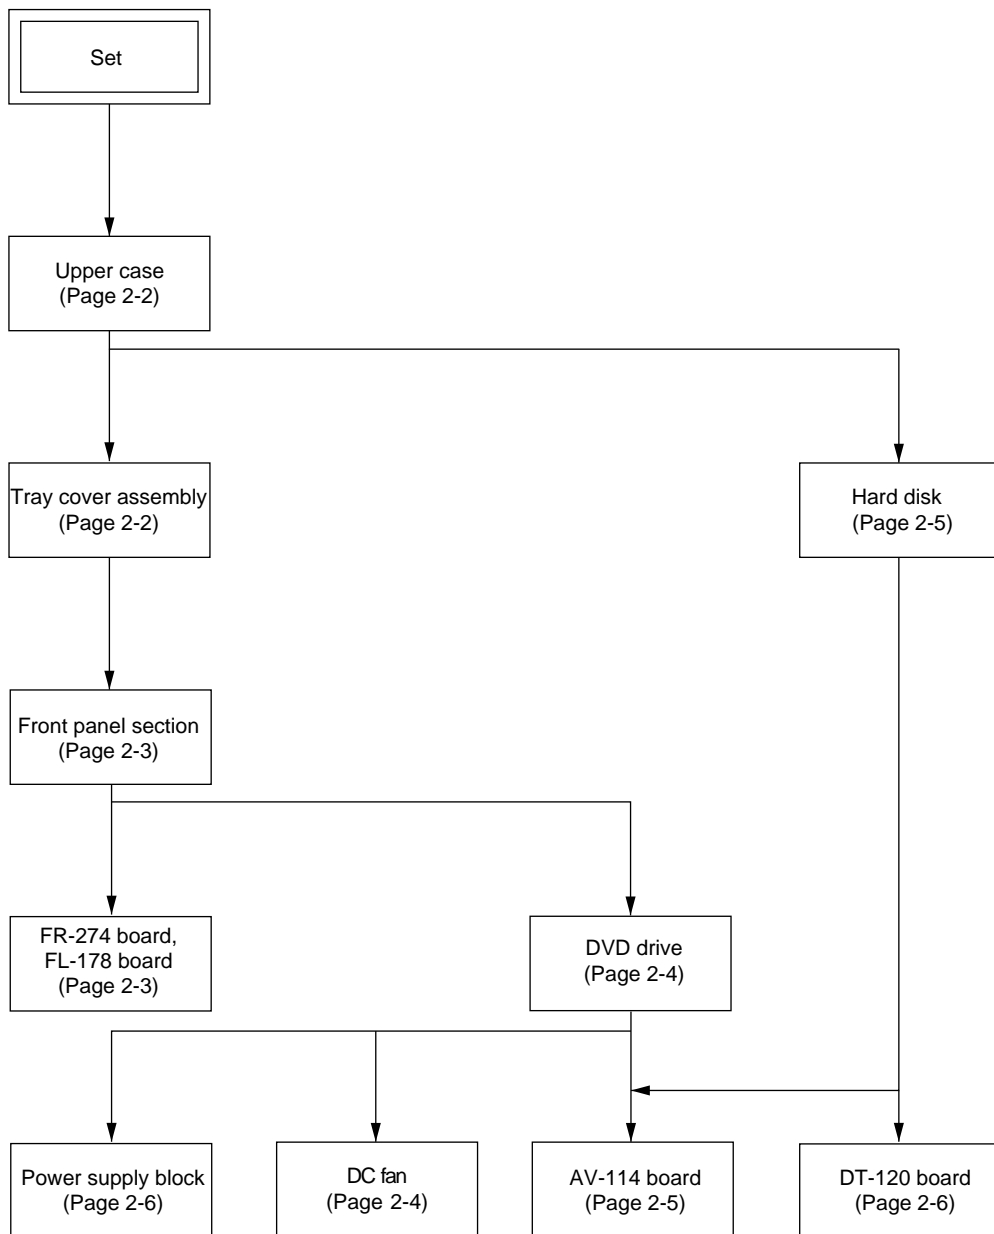 Set
Upper case
(Page 2-2)
Tray cover assembly
(Page 2-2)
Hard disk
(Page 2-5)
Front panel section
(Page 2-3)
FR-274 board,
FL-178 board
(Page 2-3)
DVD drive
(Page 2-4)
Power supply block
(Page 2-6)
DC fan
(Page 2-4)
AV-114 board
(Page 2-5)
DT-120 board
(Page 2-6)